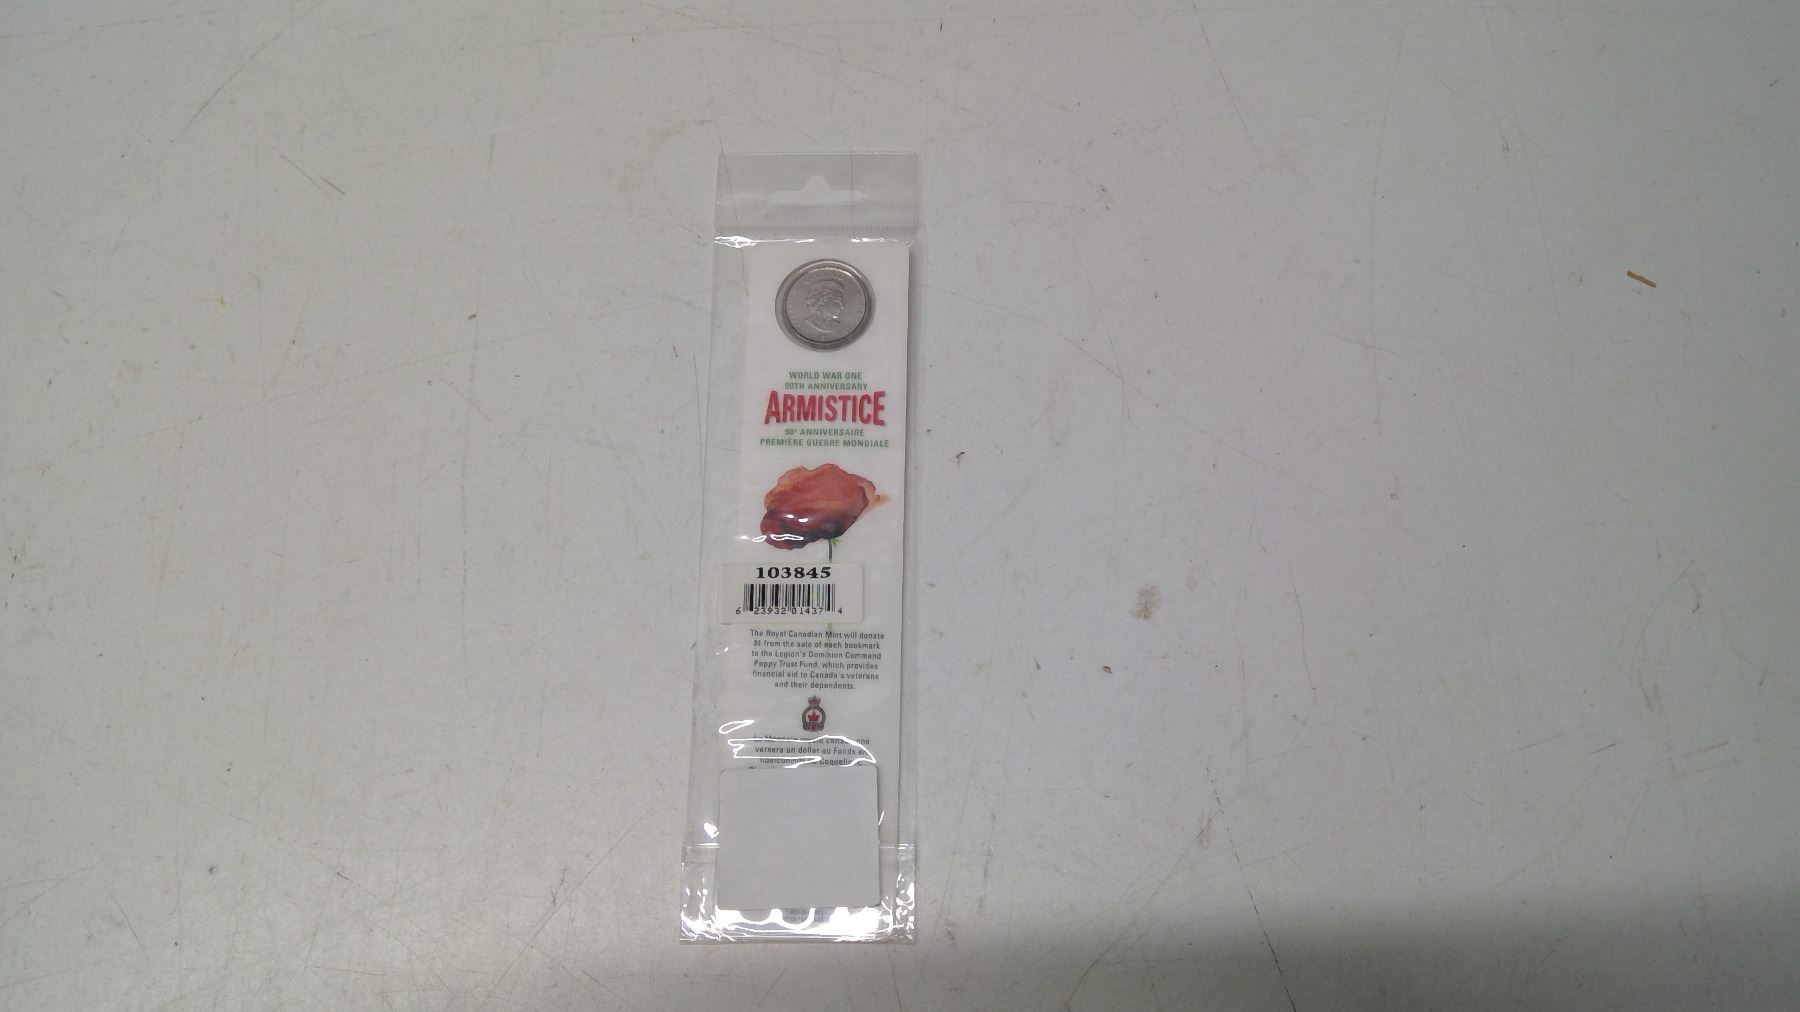 WORLD WAR ONE
90TH ANNIVERSARY
ARMISTICE
90e ANNIVERSAIRE
PREMIÈRE GUERRE MONDIALE
103845
6 23932 01437 4
The Royal Canadian Mint will donate
$1 from the sale of each bookmark
to the Legion's Dominion Command
Poppy Trust Fund, which provides
financial aid to Canada's veterans
and their dependents.
versera un dollar au Fonds en